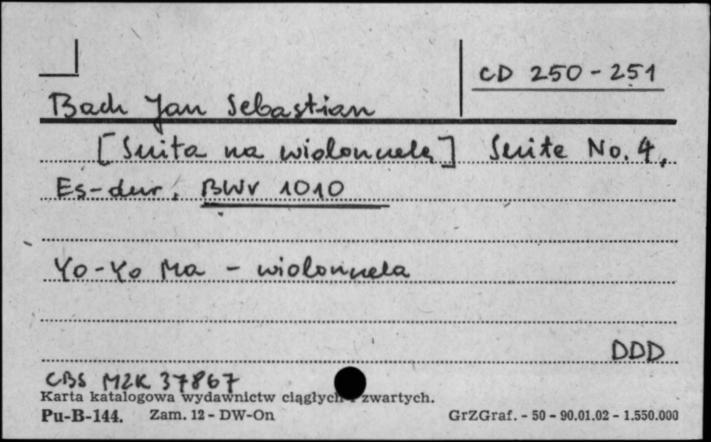 CD 250-251
Bach Jan Sebastian
[Suita na wiolonczelę] Suite No. 4,
Es-dur, BWV 1010
Yo-Yo Ma - wiolonczela
DDD
CBS M2K 37867
Karta katalogowa wydawnictw ciągłych i zwartych.
Pu-B-144. Zam. 12 - DW-On GrZGraf. - 50 - 90.01.02 - 1.550.000